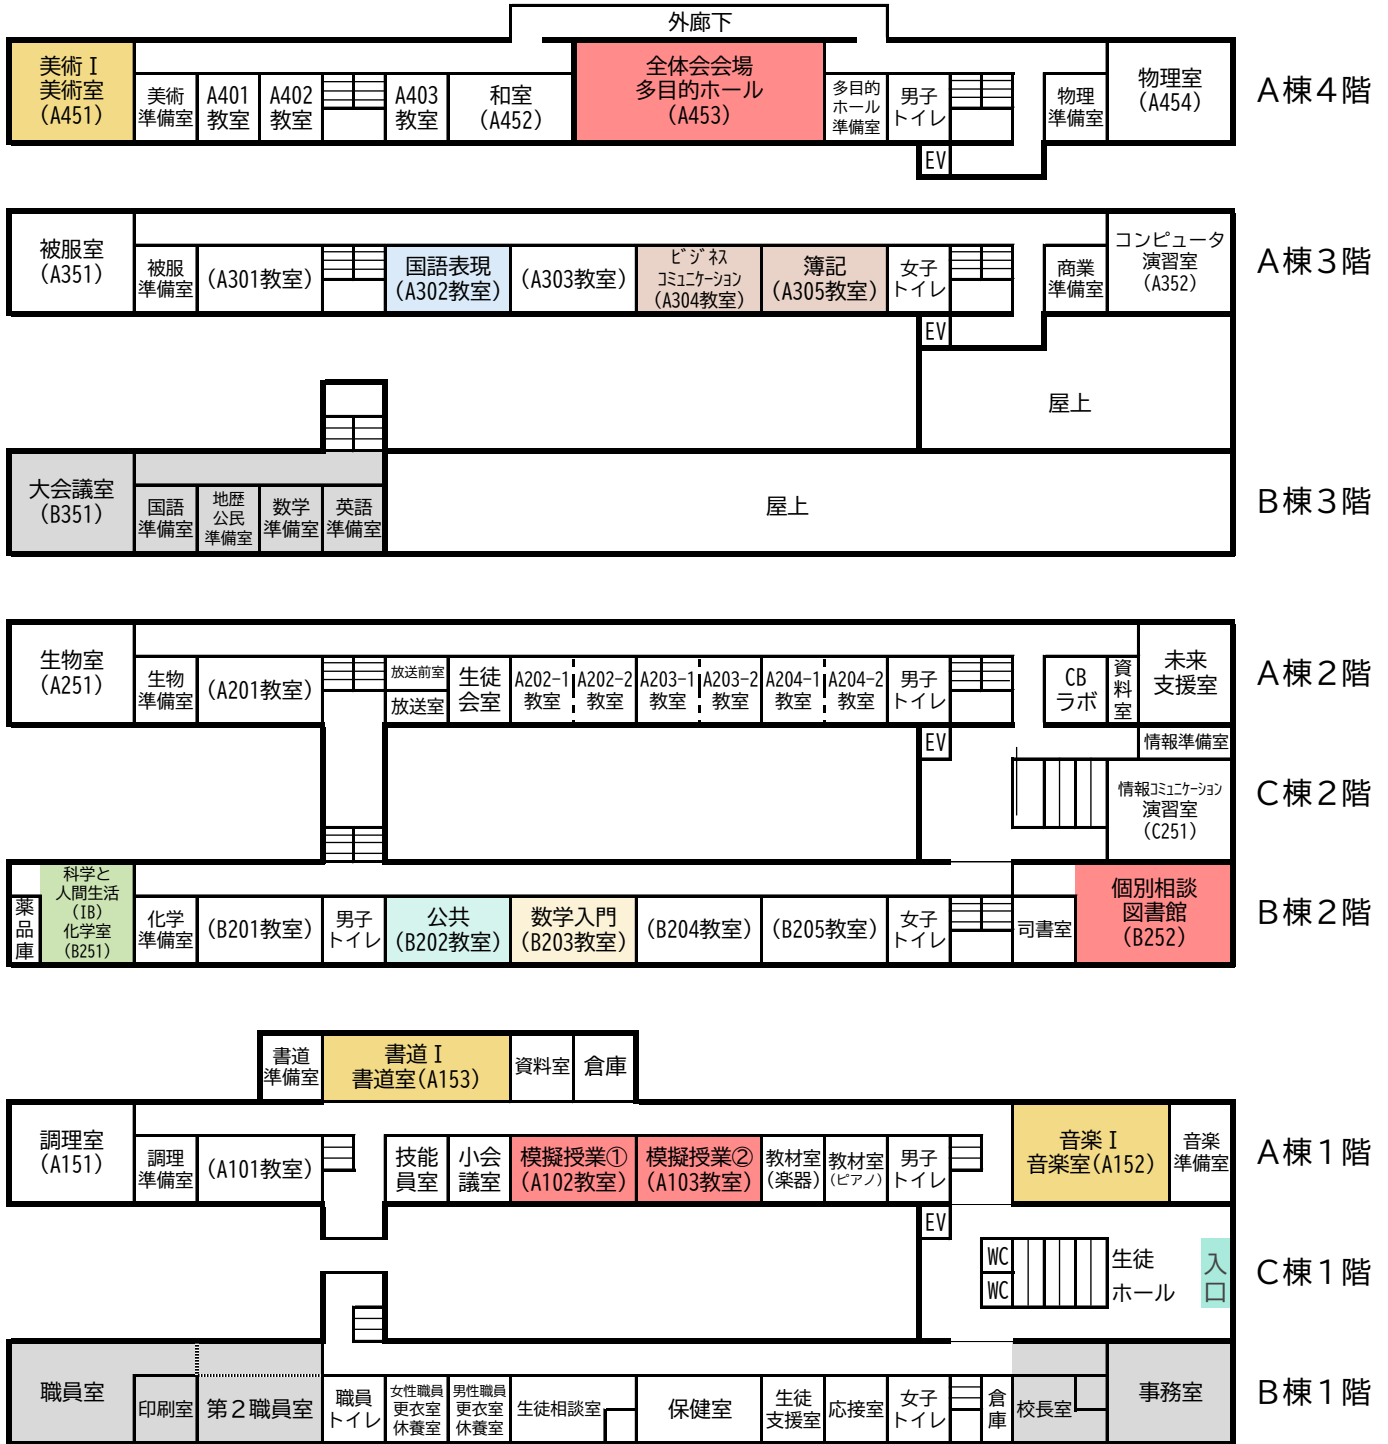 外廊下
美術Ⅰ
美術室
(A451)
美術
準備室
A401
教室
A402
教室
A403
教室
和室
(A452)
全体会会場
多目的ホール
(A453)
多目的
ホール
準備室
男子
トイレ
EV
物理
準備室
物理室
(A454)
A棟4階
被服室
(A351)
被服
準備室
(A301教室)
国語表現
(A302教室)
(A303教室)
ﾋﾞｼﾞﾈｽ
ｺﾐｭﾆｹｰｼｮﾝ
(A304教室)
簿記
(A305教室)
女子
トイレ
EV
商業
準備室
コンピュータ
演習室
(A352)
A棟3階
屋上
大会議室
(B351)
国語
準備室
地歴
公民
準備室
数学
準備室
英語
準備室
屋上
B棟3階
生物室
(A251)
生物
準備室
(A201教室)
放送前室
放送室
生徒
会室
A202-1
教室
A202-2
教室
A203-1
教室
A203-2
教室
A204-1
教室
A204-2
教室
男子
トイレ
EV
CB
ラボ
資
料
室
未来
支援室
A棟2階
情報準備室
情報ｺﾐｭﾆｹｰｼｮﾝ
演習室
(C251)
C棟2階
薬
品
庫
科学と
人間生活
(IB)
化学室
(B251)
化学
準備室
(B201教室)
男子
トイレ
公共
(B202教室)
数学入門
(B203教室)
(B204教室)
(B205教室)
女子
トイレ
司書室
個別相談
図書館
(B252)
B棟2階
書道
準備室
書道Ⅰ
書道室(A153)
資料室
倉庫
調理室
(A151)
調理
準備室
(A101教室)
技能
員室
小会
議室
模擬授業①
(A102教室)
模擬授業②
(A103教室)
教材室
(楽器)
教材室
(ピアノ)
男子
トイレ
EV
音楽Ⅰ
音楽室(A152)
音楽
準備室
A棟1階
WC
WC
生徒
ホール
入
口
C棟1階
職員室
印刷室
第2職員室
職員
トイレ
女性職員
更衣室
休養室
男性職員
更衣室
休養室
生徒相談室
保健室
生徒
支援室
応接室
女子
トイレ
倉
庫
校長室
事務室
B棟1階